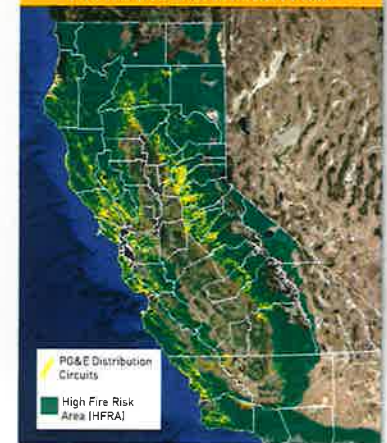 PG&E Distribution
Circuits
High Fire Risk
Area (HFRA)